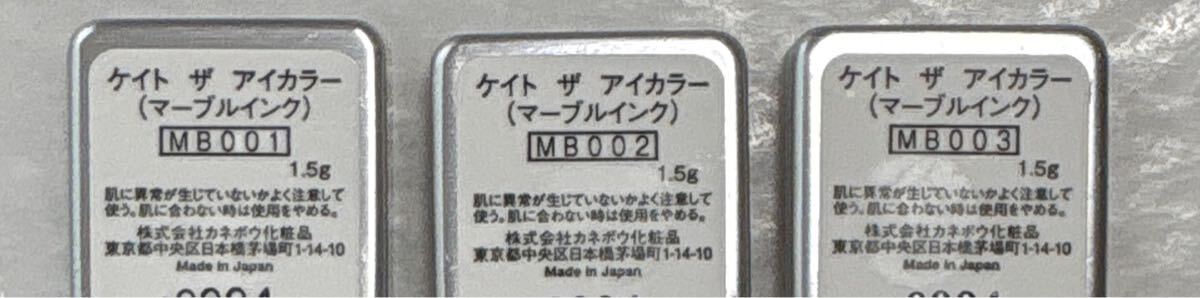 ケイト ザ アイカラー
(マーブルインク)
MB001
1.5g
肌に異常が生じていないかよく注意して
使う。肌に合わない時は使用をやめる。
株式会社カネボウ化粧品
東京都中央区日本橋茅場町1-14-10
Made in Japan
ケイト ザ アイカラー
(マーブルインク)
MB002
1.5g
肌に異常が生じていないかよく注意して
使う。肌に合わない時は使用をやめる。
株式会社カネボウ化粧品
東京都中央区日本橋茅場町1-14-10
Made in Japan
ケイト ザ アイカラー
(マーブルインク)
MB003
1.5g
肌に異常が生じていないかよく注意して
使う。肌に合わない時は使用をやめる。
株式会社カネボウ化粧品
東京都中央区日本橋茅場町1-14-10
Made in Japan